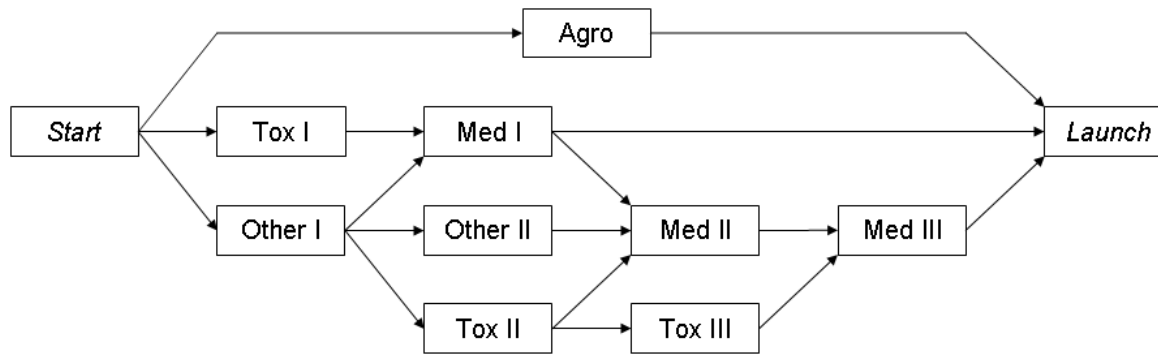 Agro
Start
Tox I
Med I
Launch
Other I
Other II
Med II
Med III
Tox II
Tox III